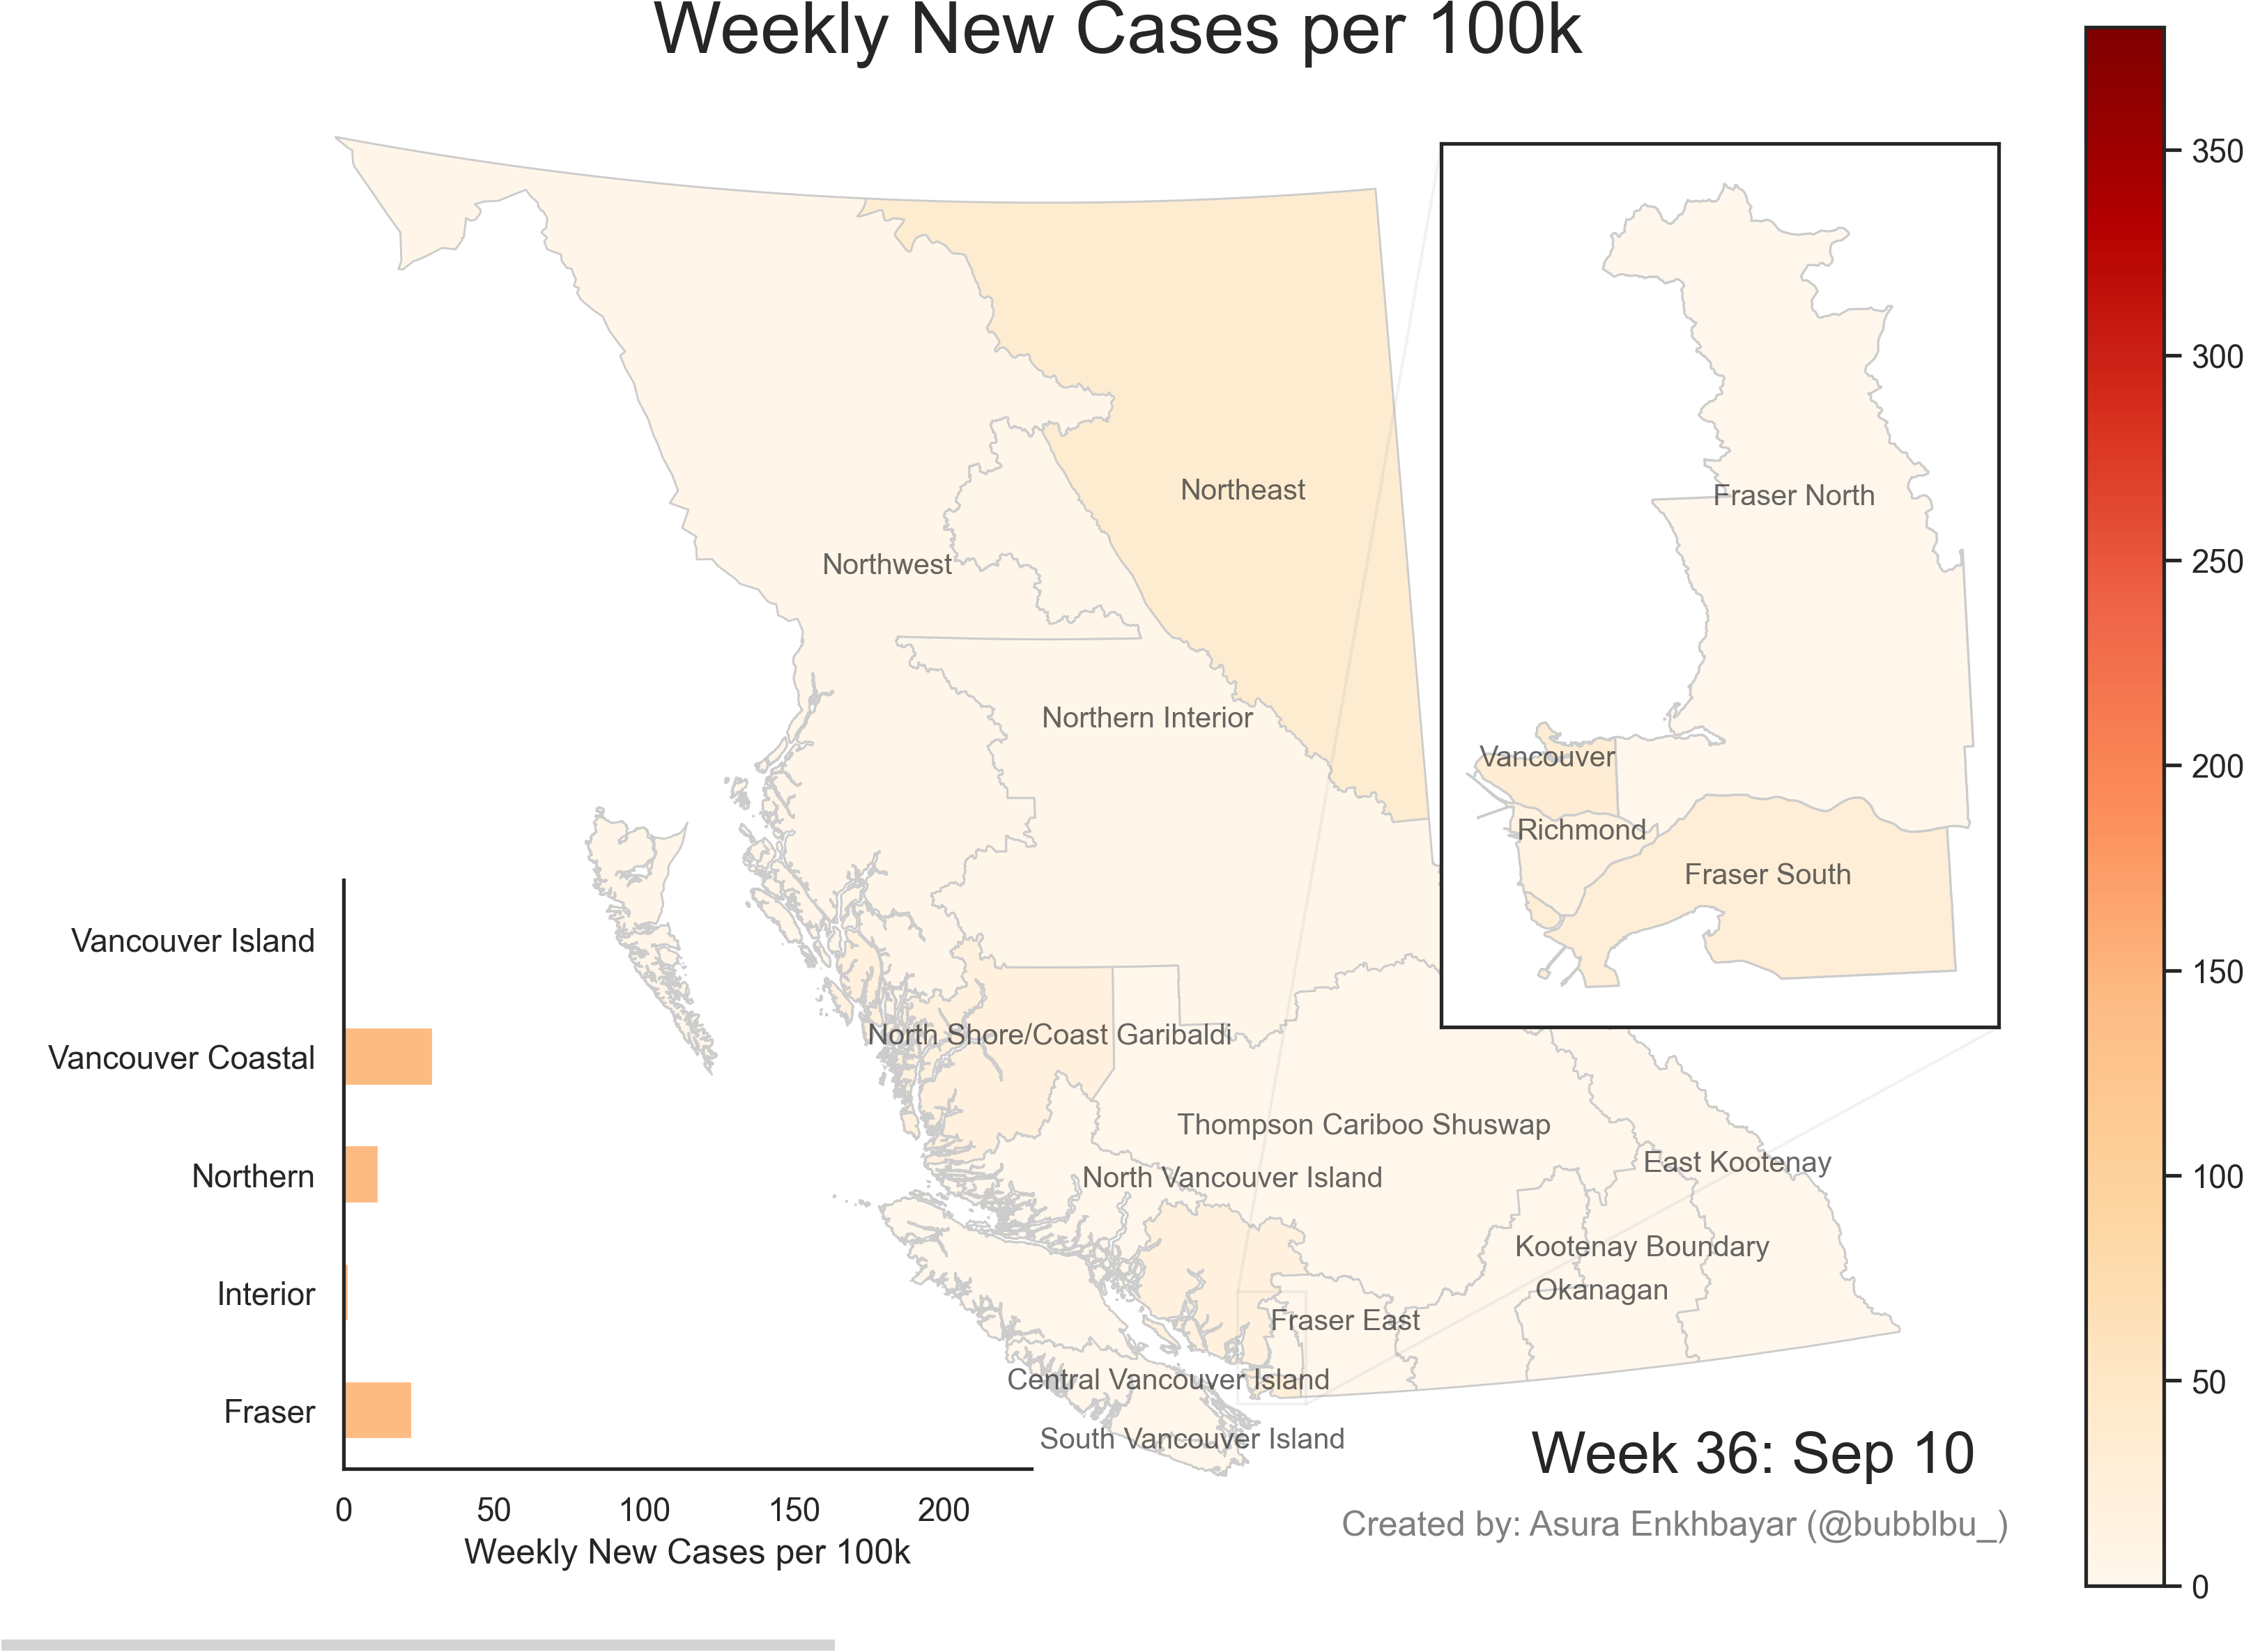 Weekly New Cases per 100k
350
300
250
200
150
100
50
0
Northeast
Northwest
Northern Interior
North Shore/Coast Garibaldi
Thompson Cariboo Shuswap
North Vancouver Island
East Kootenay
Kootenay Boundary
Okanagan
Fraser East
Central Vancouver Island
South Vancouver Island
Fraser North
Vancouver
Richmond
Fraser South
Vancouver Island
Vancouver Coastal
Northern
Interior
Fraser
0 50 100 150 200
Weekly New Cases per 100k
Week 36: Sep 10
Created by: Asura Enkhbayar (@bubblbu_)